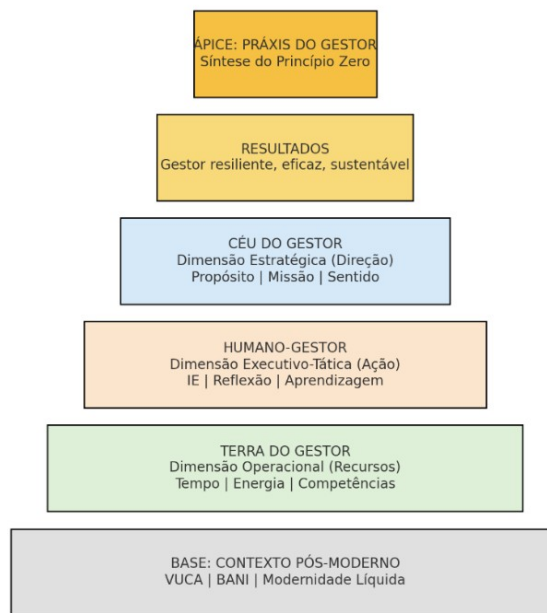 ÁPICE: PRÁXIS DO GESTOR
Síntese do Princípio Zero
RESULTADOS
Gestor resiliente, eficaz, sustentável
CÉU DO GESTOR
Dimensão Estratégica (Direção)
Propósito | Missão | Sentido
HUMANO-GESTOR
Dimensão Executivo-Tática (Ação)
IE | Reflexão | Aprendizagem
TERRA DO GESTOR
Dimensão Operacional (Recursos)
Tempo | Energia | Competências
BASE: CONTEXTO PÓS-MODERNO
VUCA | BANI | Modernidade Líquida